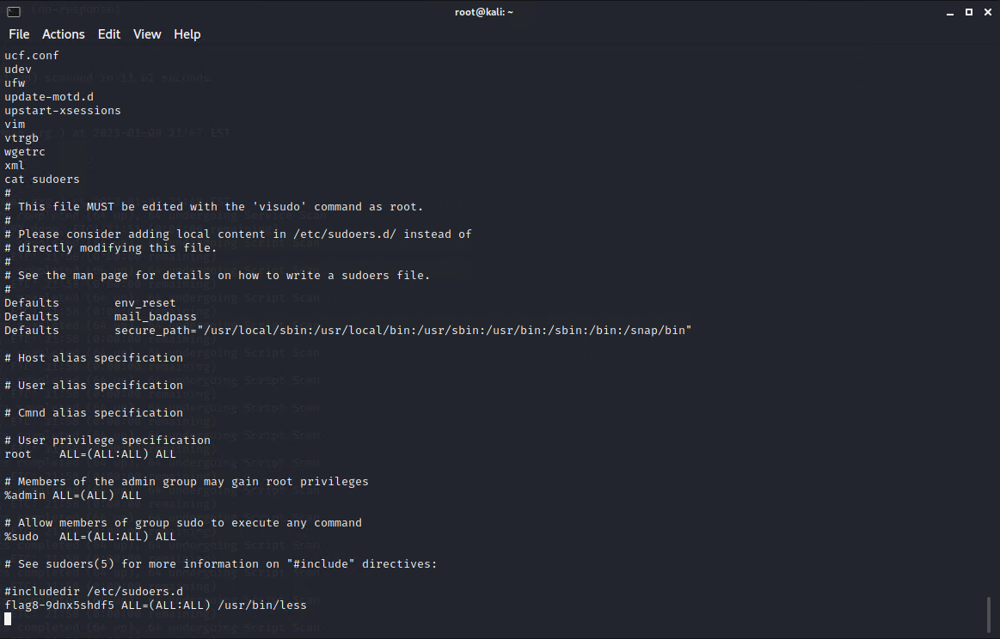 root@kali: ~
File Actions Edit View Help
ucf.conf
udev
ufw
update-motd.d
upstart-xsessions
vim
vtrgb
wgetrc
xml
cat sudoers
#
# This file MUST be edited with the 'visudo' command as root.
#
# Please consider adding local content in /etc/sudoers.d/ instead of
# directly modifying this file.
#
# See the man page for details on how to write a sudoers file.
#
Defaults        env_reset
Defaults        mail_badpass
Defaults        secure_path="/usr/local/sbin:/usr/local/bin:/usr/sbin:/usr/bin:/sbin:/bin:/snap/bin"
# Host alias specification
# User alias specification
# Cmnd alias specification
# User privilege specification
root    ALL=(ALL:ALL) ALL
# Members of the admin group may gain root privileges
%admin ALL=(ALL) ALL
# Allow members of group sudo to execute any command
%sudo   ALL=(ALL:ALL) ALL
# See sudoers(5) for more information on "#include" directives:
#includedir /etc/sudoers.d
flag8-9dnx5shdf5 ALL=(ALL:ALL) /usr/bin/less